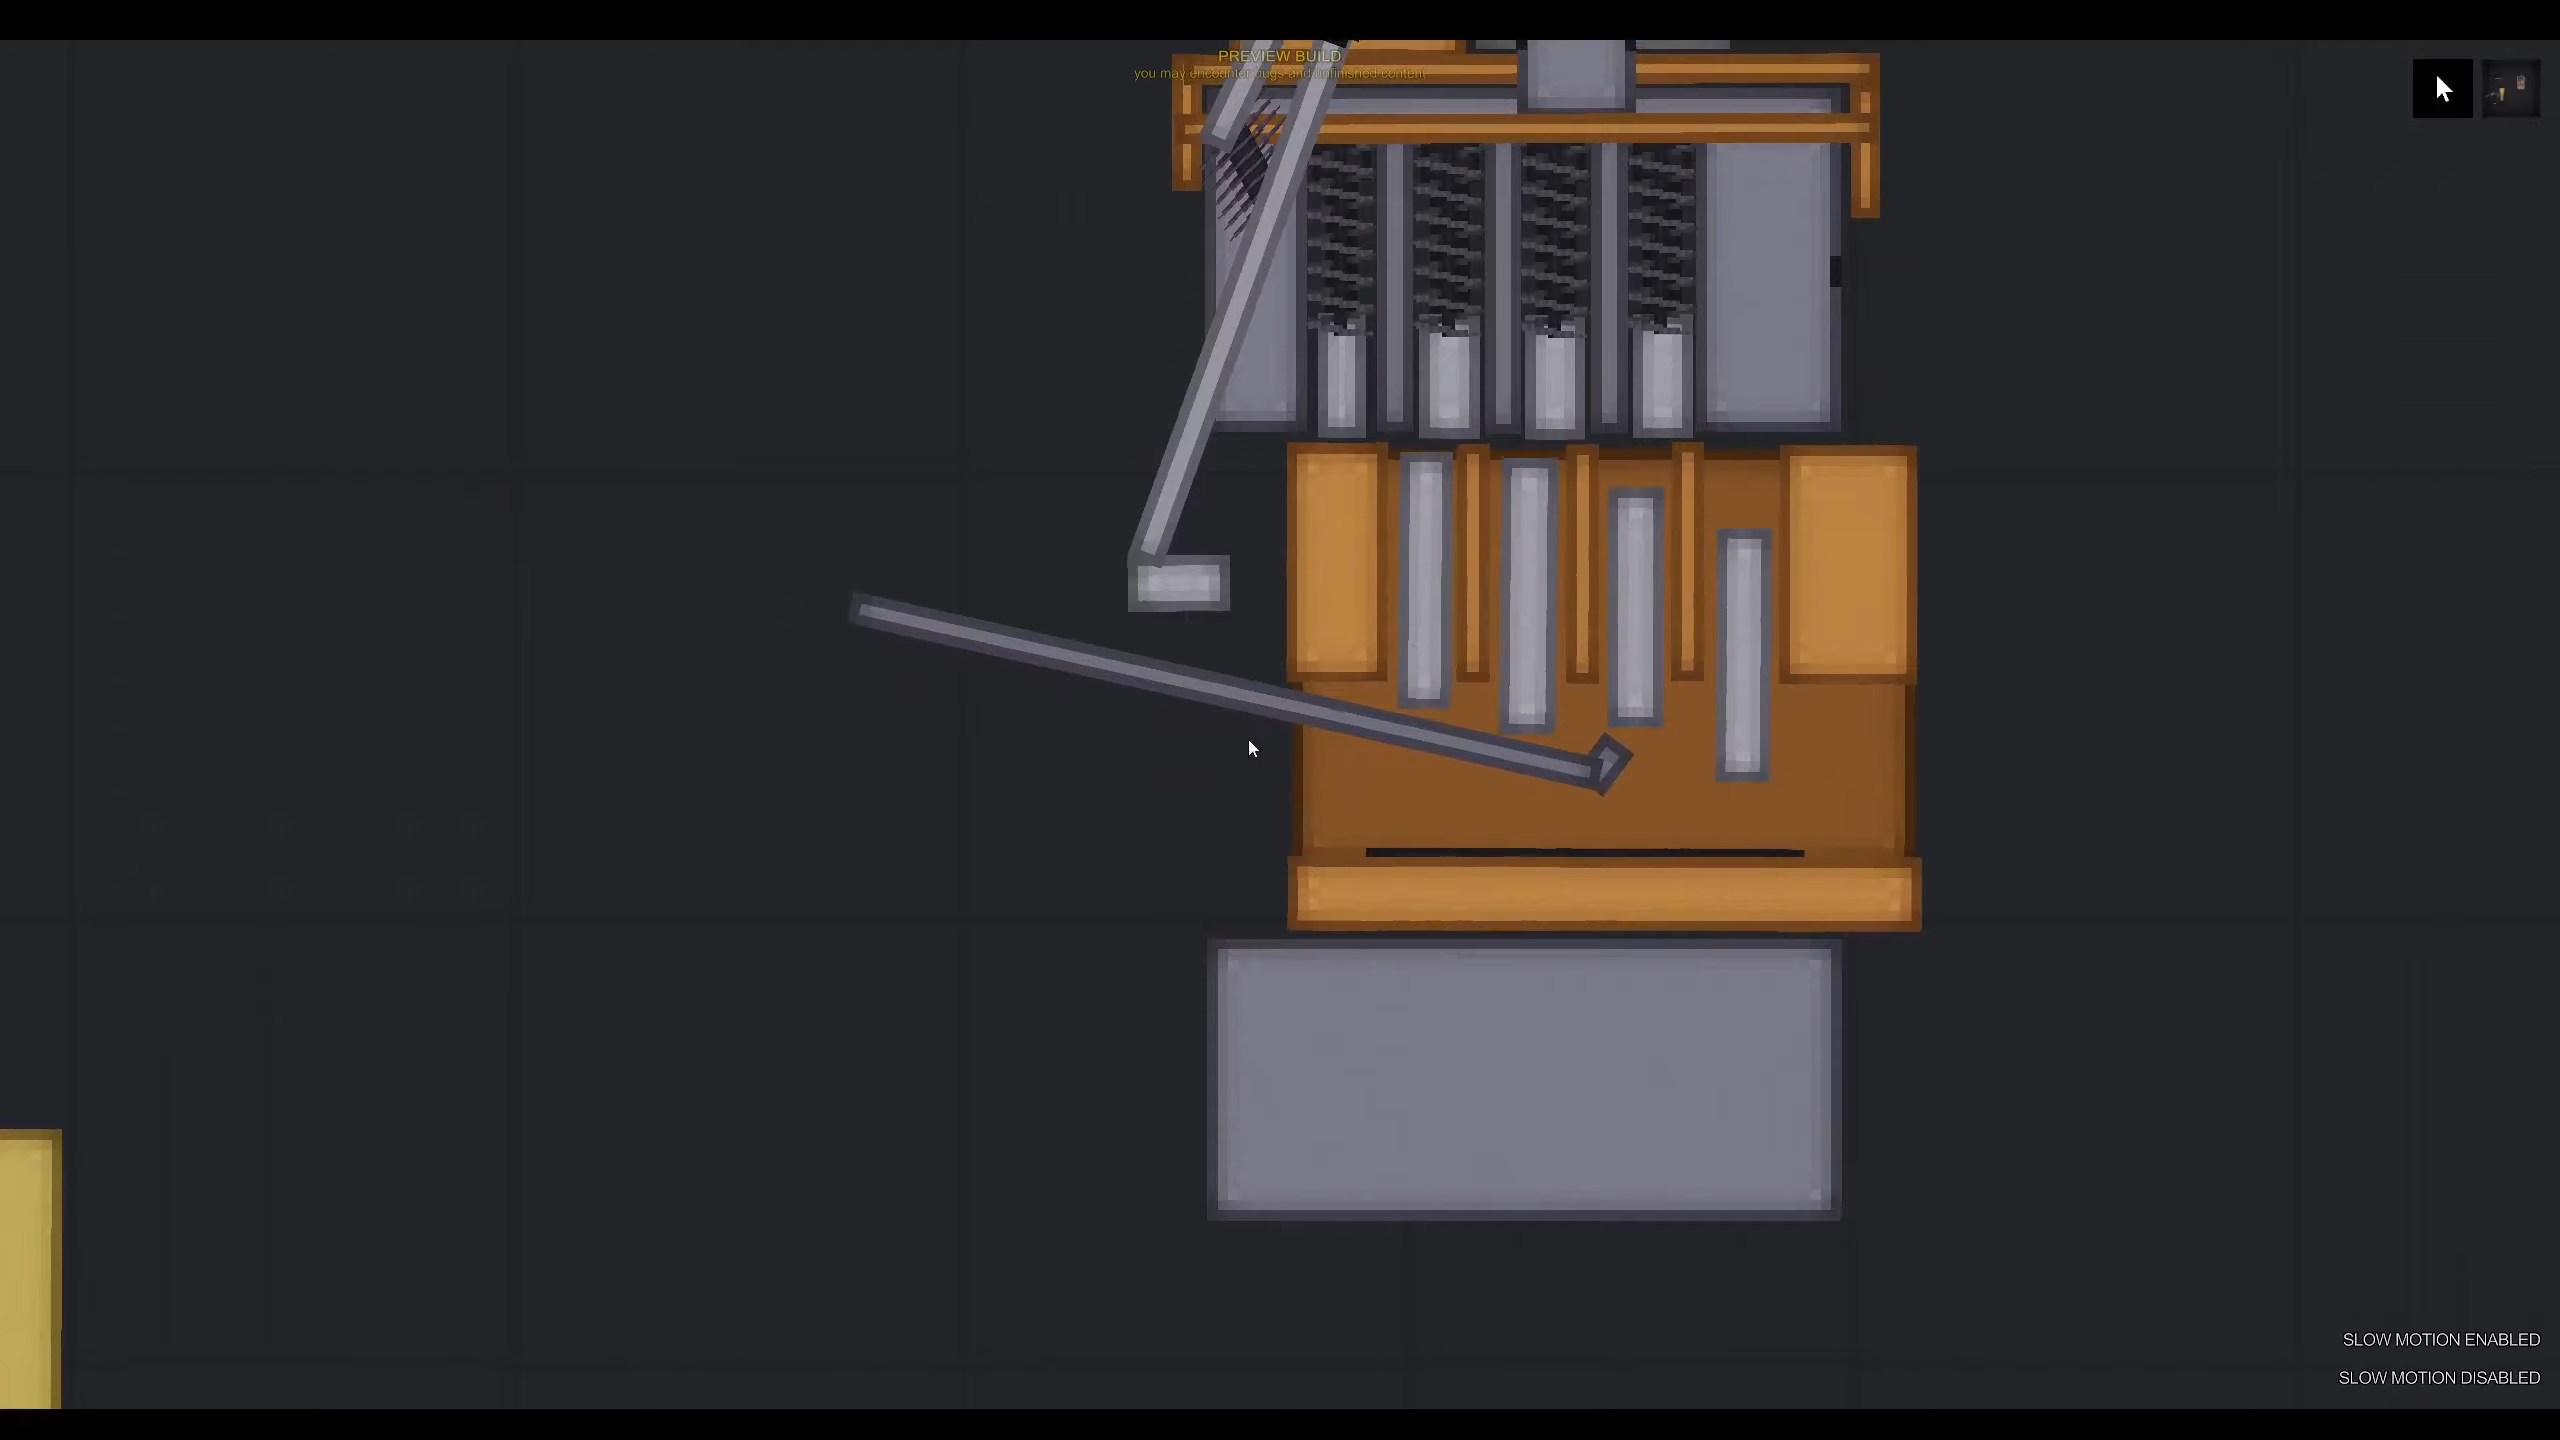 PREVIEW BUILD
you may encounter bugs and unfinished content
SLOW MOTION ENABLED
SLOW MOTION DISABLED